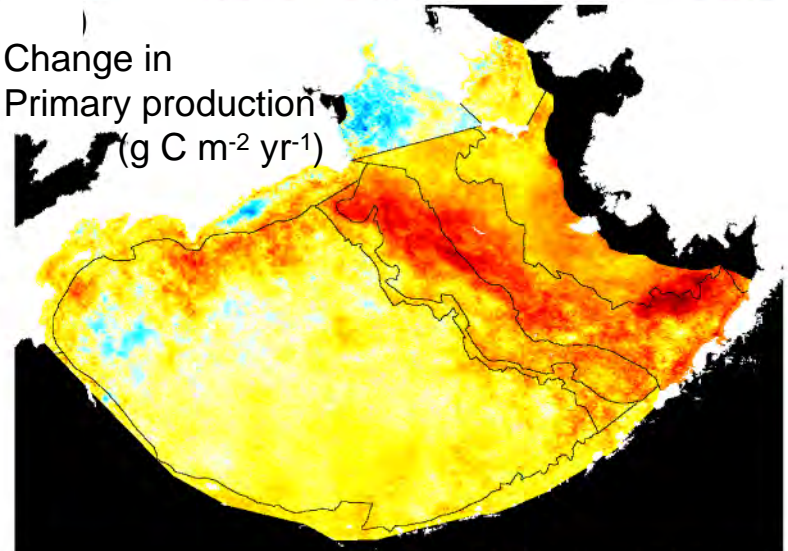 )
Change in
Primary production
(g C m⁻² yr⁻¹)